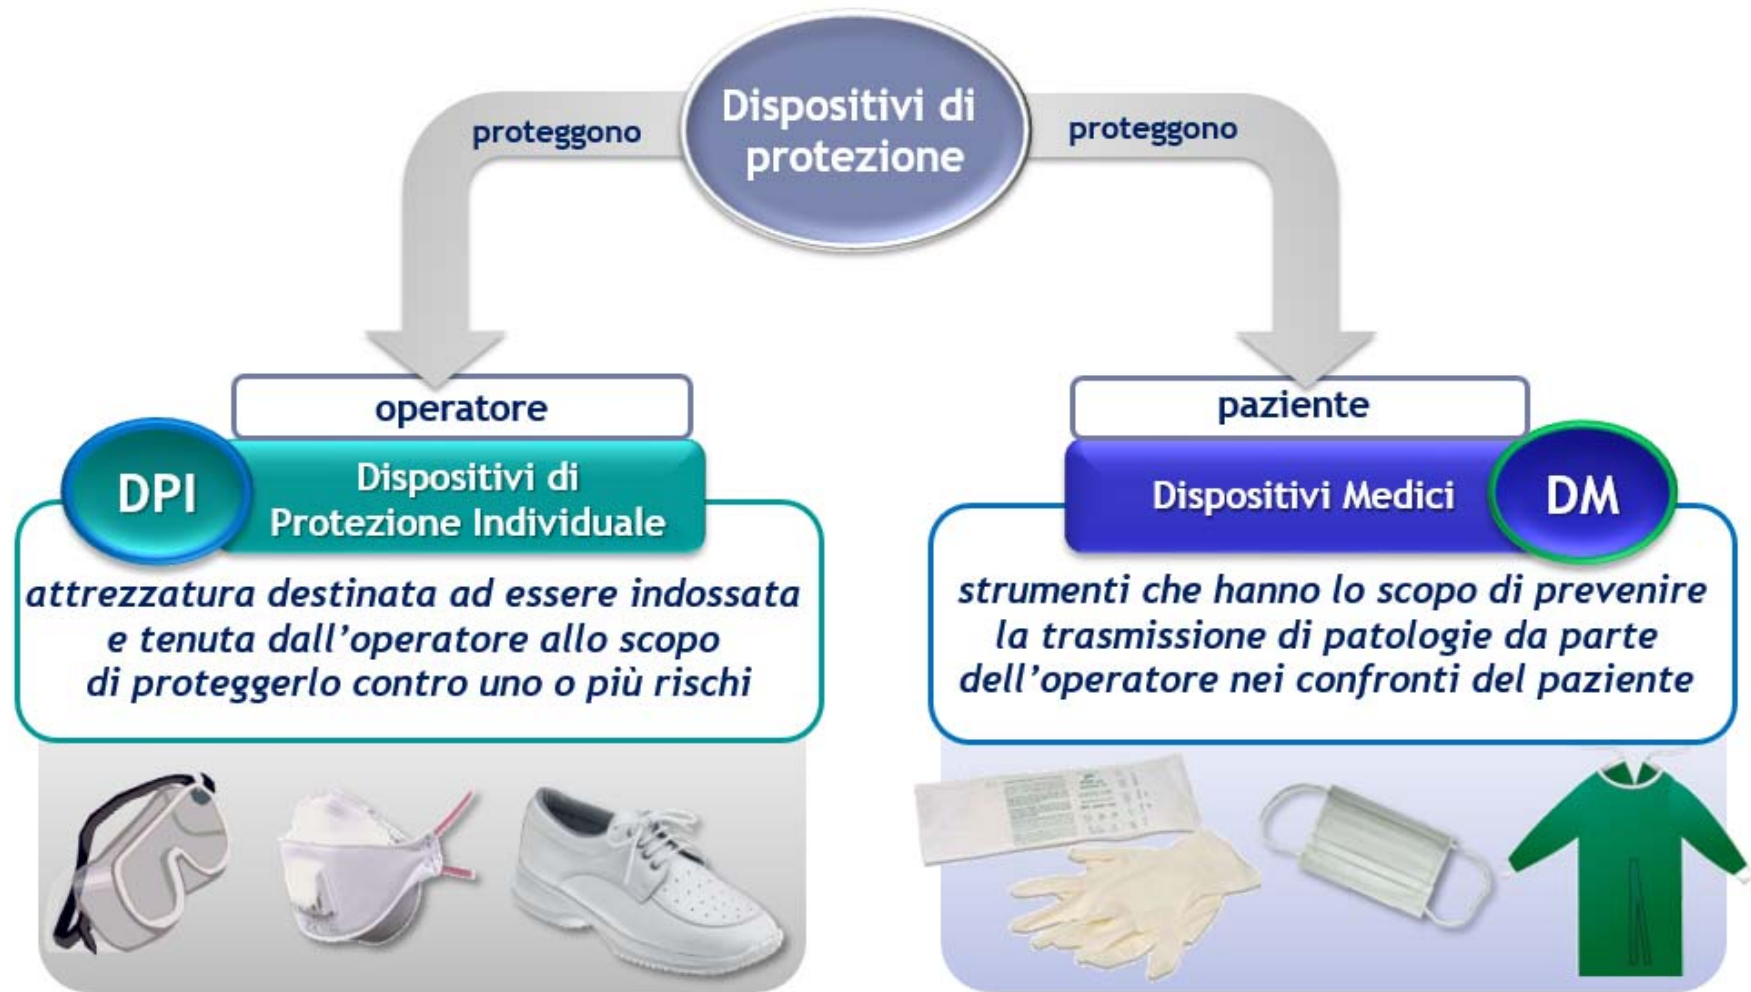 Dispositivi di
protezione
proteggono
proteggono
operatore
DPI
Dispositivi di
Protezione Individuale
attrezzatura destinata ad essere indossata
e tenuta dall'operatore allo scopo
di proteggerlo contro uno o più rischi
paziente
Dispositivi Medici
DM
strumenti che hanno lo scopo di prevenire
la trasmissione di patologie da parte
dell'operatore nei confronti del paziente